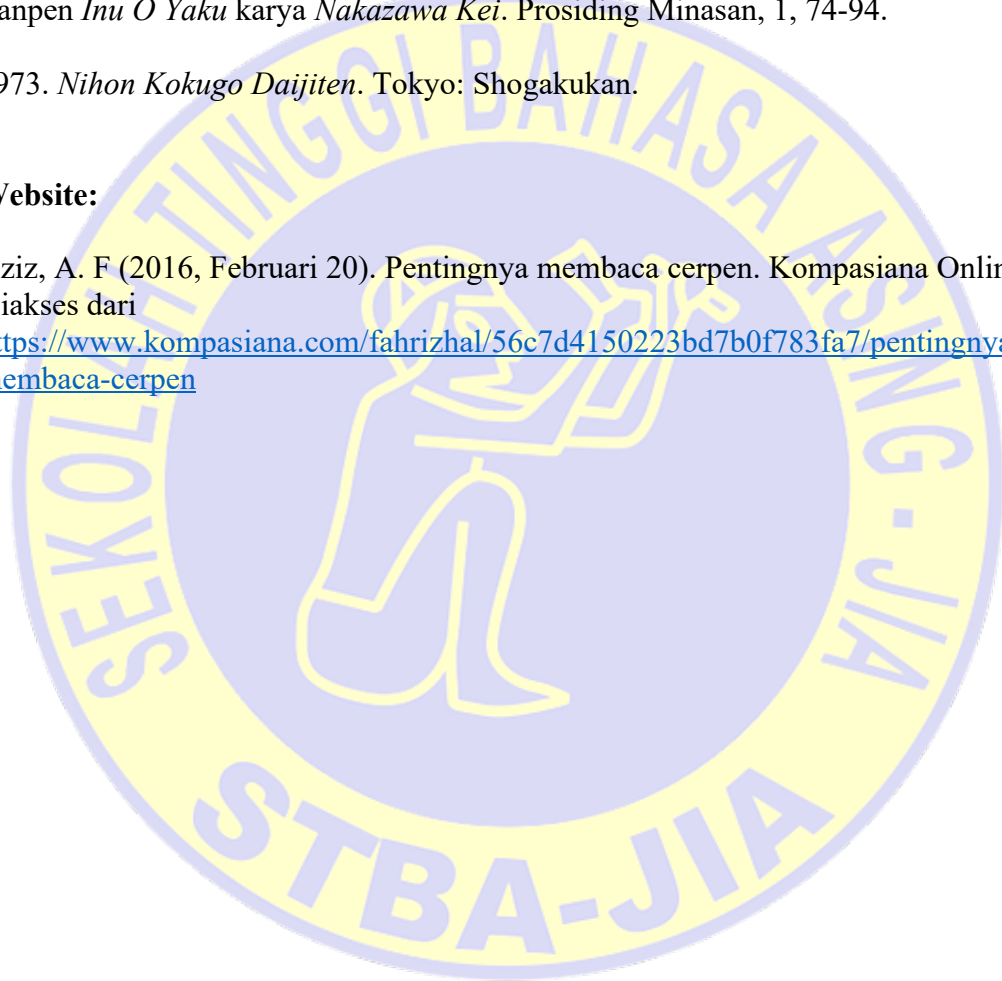 anpen Inu O Yaku karya Nakazawa Kei. Prosiding Minasan, 1, 74-94.
973. Nihon Kokugo Daijiten. Tokyo: Shogakukan.
Website:
ziz, A. F (2016, Februari 20). Pentingnya membaca cerpen. Kompasiana Onlin
iakses dari
ttps://www.kompasiana.com/fahrizhal/56c7d4150223bd7b0f783fa7/pentingnya
membaca-cerpen
SEKOLAH TINGGI BAHASA ASING - JIA
STBA-JIA